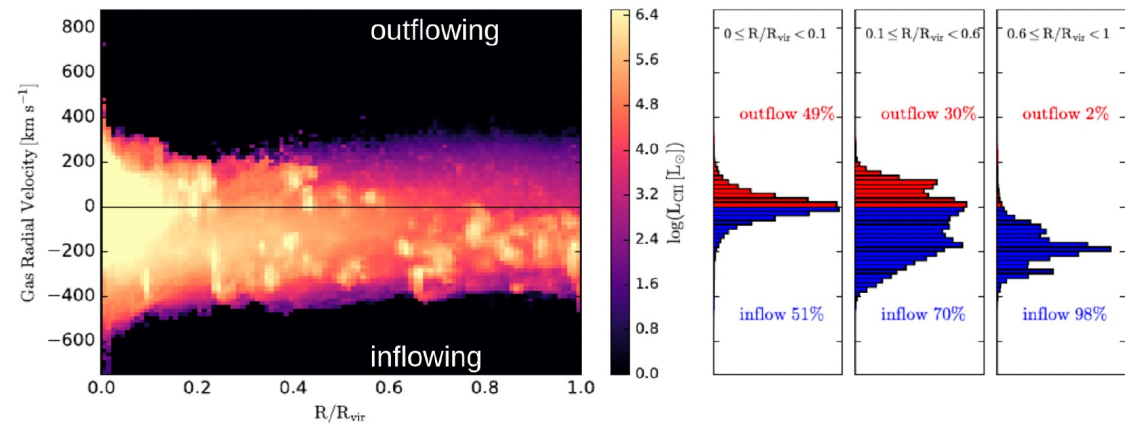 outflowing
inflowing
Gas Radial Velocity [km s⁻¹]
800
600
400
200
0
−200
−400
−600
0.0 0.2 0.4 0.6 0.8 1.0
R/R_vir
6.4
5.6
4.8
4.0
3.2
2.4
1.6
0.8
0.0
log(L_CII [L_⊙])
0 ≤ R/R_vir < 0.1
outflow 49%
inflow 51%
0.1 ≤ R/R_vir < 0.6
outflow 30%
inflow 70%
0.6 ≤ R/R_vir < 1
outflow 2%
inflow 98%